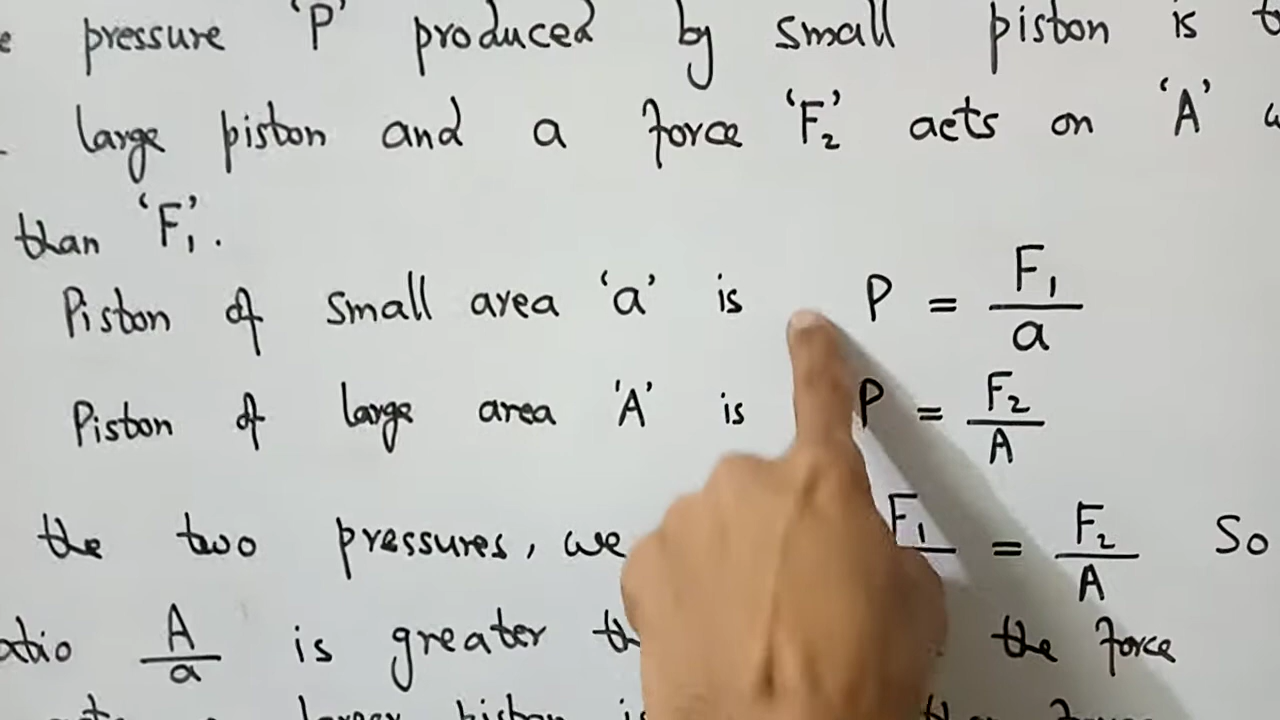 pressure 'P' produced by small piston is
large piston and a force 'F₂' acts on 'A'
than 'F₁'.
Piston of small area 'a' is P = F₁/a
Piston of large area 'A' is P = F₂/A
the two pressures, we F₁ = F₂/A So
A/a is greater the force